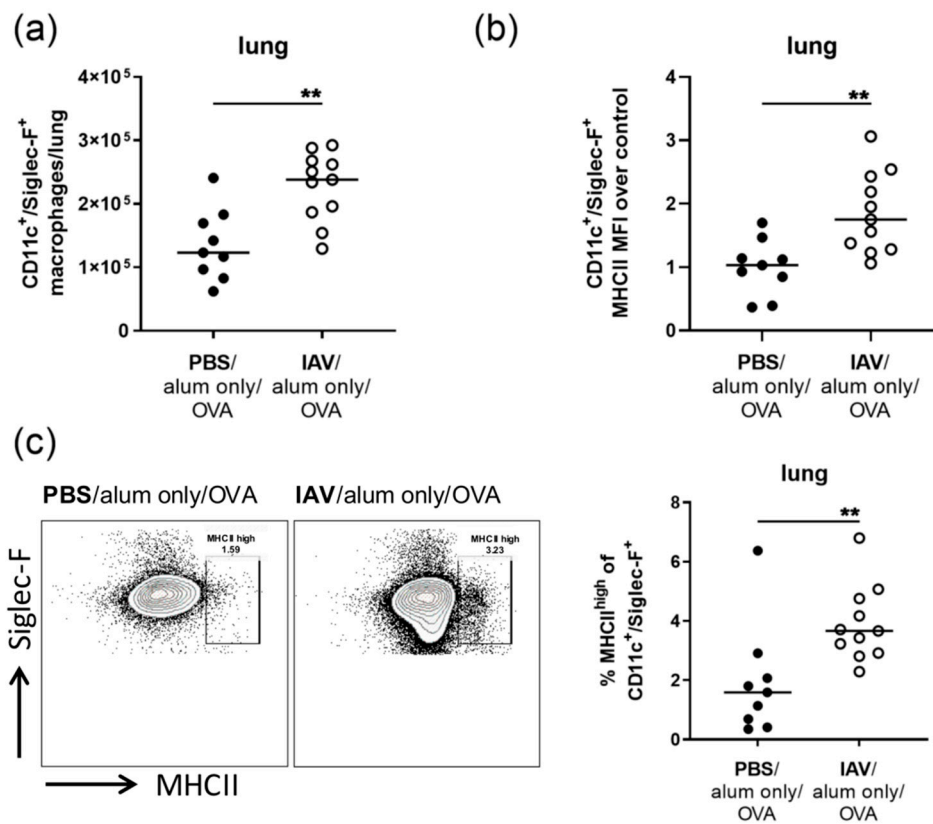 (a)
lung
CD11c⁺/Siglec-F⁺
macrophages/lung
4×10⁵
3×10⁵
2×10⁵
1×10⁵
0
**
PBS/
alum only/
OVA
IAV/
alum only/
OVA
(b)
lung
CD11c⁺/Siglec-F⁺
MHCII MFI over control
4
3
2
1
0
**
PBS/
alum only/
OVA
IAV/
alum only/
OVA
(c)
PBS/alum only/OVA
IAV/alum only/OVA
MHCII high
1.59
MHCII high
3.23
Siglec-F
MHCII
lung
% MHCIIʰⁱᵍʰ of
CD11c⁺/Siglec-F⁺
8
6
4
2
0
**
PBS/
alum only/
OVA
IAV/
alum only/
OVA